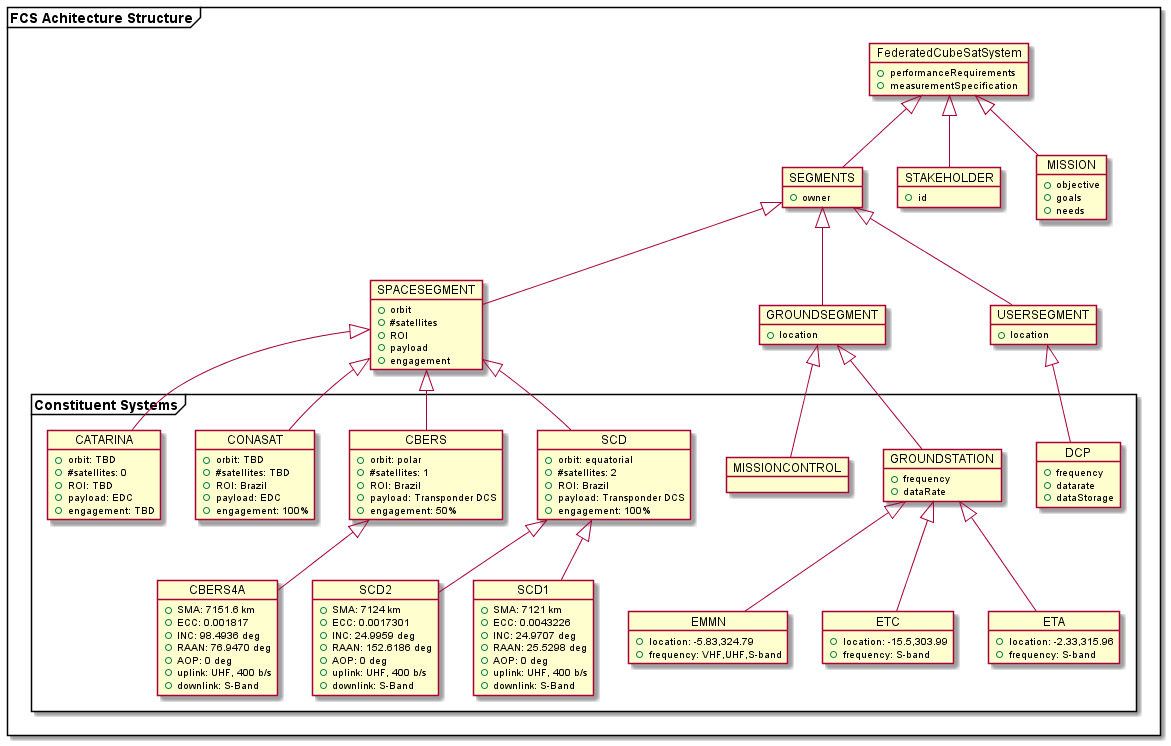 FCS Achitecture Structure
FederatedCubeSatSystem
performanceRequirements
measurementSpecification
SEGMENTS
owner
STAKEHOLDER
id
MISSION
objective
goals
needs
SPACESEGMENT
orbit
#satellites
ROI
payload
engagement
GROUNDSEGMENT
location
USERSEGMENT
location
Constituent Systems
CATARINA
orbit: TBD
#satellites: 0
ROI: TBD
payload: EDC
engagement: TBD
CONASAT
orbit: TBD
#satellites: TBD
ROI: Brazil
payload: EDC
engagement: 100%
CBERS
orbit: polar
#satellites: 1
ROI: Brazil
payload: Transponder DCS
engagement: 50%
SCD
orbit: equatorial
#satellites: 2
ROI: Brazil
payload: Transponder DCS
engagement: 100%
MISSIONCONTROL
GROUNDSTATION
frequency
dataRate
DCP
frequency
datarate
dataStorage
CBERS4A
SMA: 7151.6 km
ECC: 0.001817
INC: 98.4936 deg
RAAN: 76.9470 deg
AOP: 0 deg
uplink: UHF, 400 b/s
downlink: S-Band
SCD2
SMA: 7124 km
ECC: 0.0017301
INC: 24.9959 deg
RAAN: 152.6186 deg
AOP: 0 deg
uplink: UHF, 400 b/s
downlink: S-Band
SCD1
SMA: 7121 km
ECC: 0.0043226
INC: 24.9707 deg
RAAN: 25.5298 deg
AOP: 0 deg
uplink: UHF, 400 b/s
downlink: S-Band
EMMN
location: -5.83,324.79
frequency: VHF,UHF,S-band
ETC
location: -15.5,303.99
frequency: S-band
ETA
location: -2.33,315.96
frequency: S-band